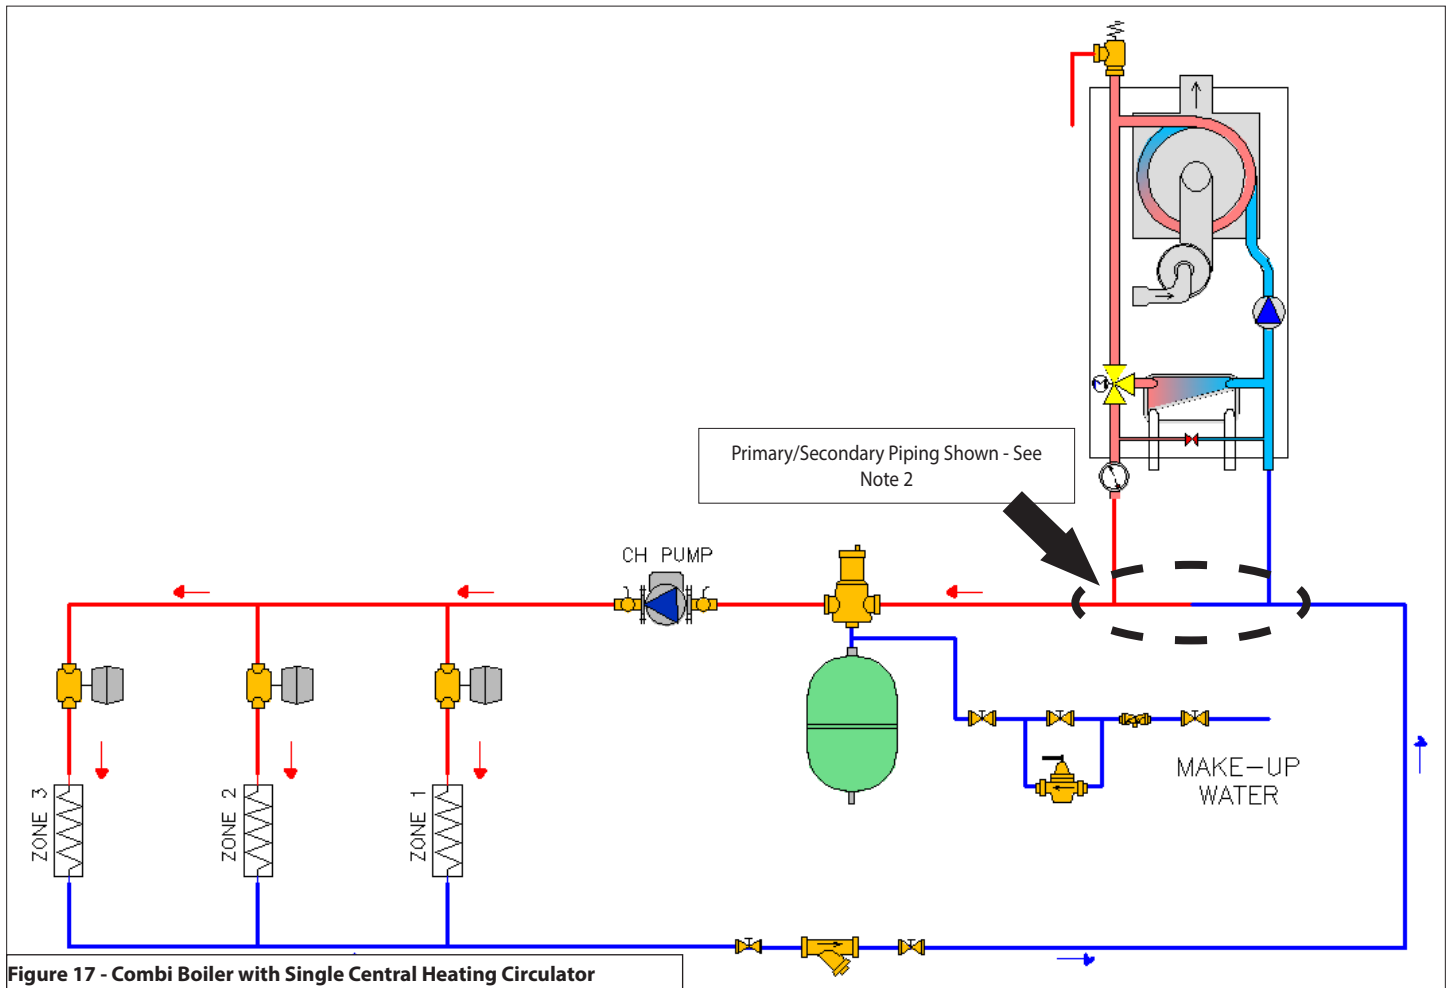 M
Primary/Secondary Piping Shown - See
Note 2
CH PUMP
MAKE-UP
WATER
ZONE 3
ZONE 2
ZONE 1
Figure 17 - Combi Boiler with Single Central Heating Circulator